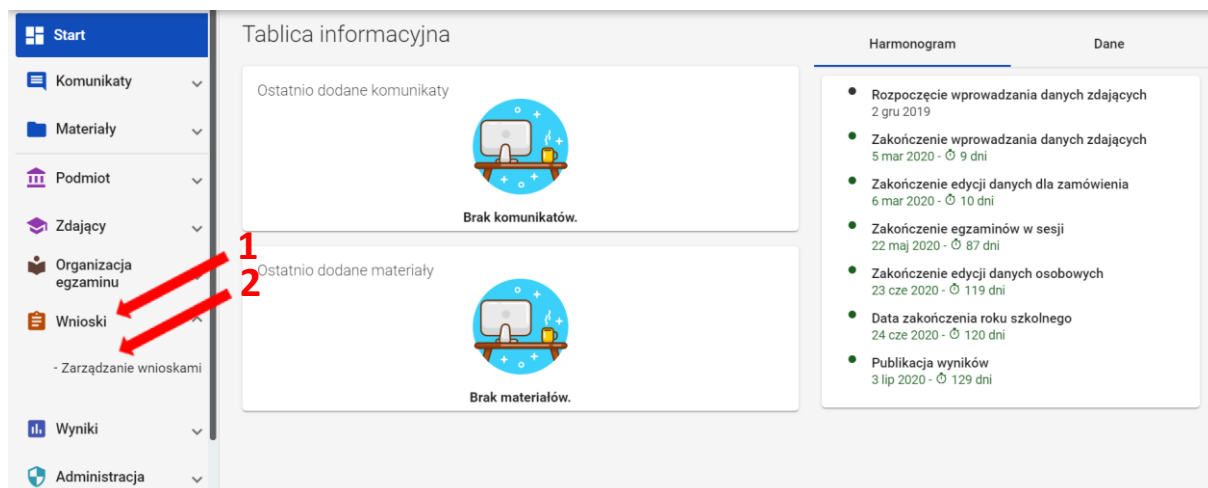 Start
Komunikaty
Materiały
Podmiot
Zdający
Organizacja
egzaminu
Wnioski
- Zarządzanie wnioskami
Wyniki
Administracja
1
2
Tablica informacyjna
Ostatnio dodane komunikaty
Brak komunikatów.
Ostatnio dodane materiały
Brak materiałów.
Harmonogram
Dane
Rozpoczęcie wprowadzania danych zdających
2 gru 2019
Zakończenie wprowadzania danych zdających
5 mar 2020 - ⏱ 9 dni
Zakończenie edycji danych dla zamówienia
6 mar 2020 - ⏱ 10 dni
Zakończenie egzaminów w sesji
22 maj 2020 - ⏱ 87 dni
Zakończenie edycji danych osobowych
23 cze 2020 - ⏱ 119 dni
Data zakończenia roku szkolnego
24 cze 2020 - ⏱ 120 dni
Publikacja wyników
3 lip 2020 - ⏱ 129 dni